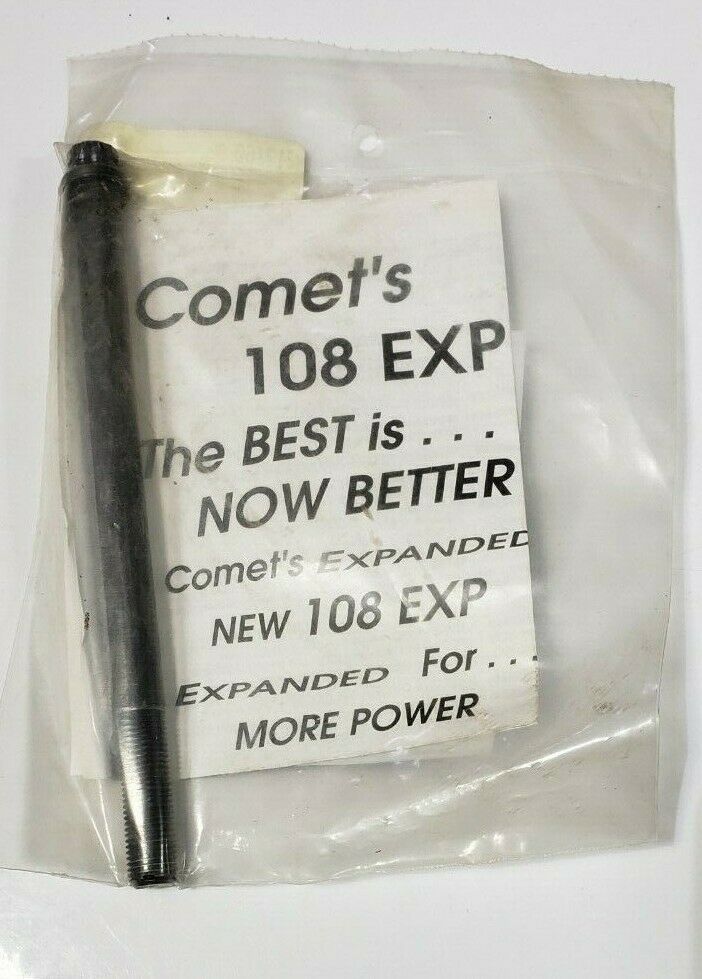 Comet's
108 EXP
The BEST is . . .
NOW BETTER
Comet's EXPANDED
NEW 108 EXP
EXPANDED For . . .
MORE POWER